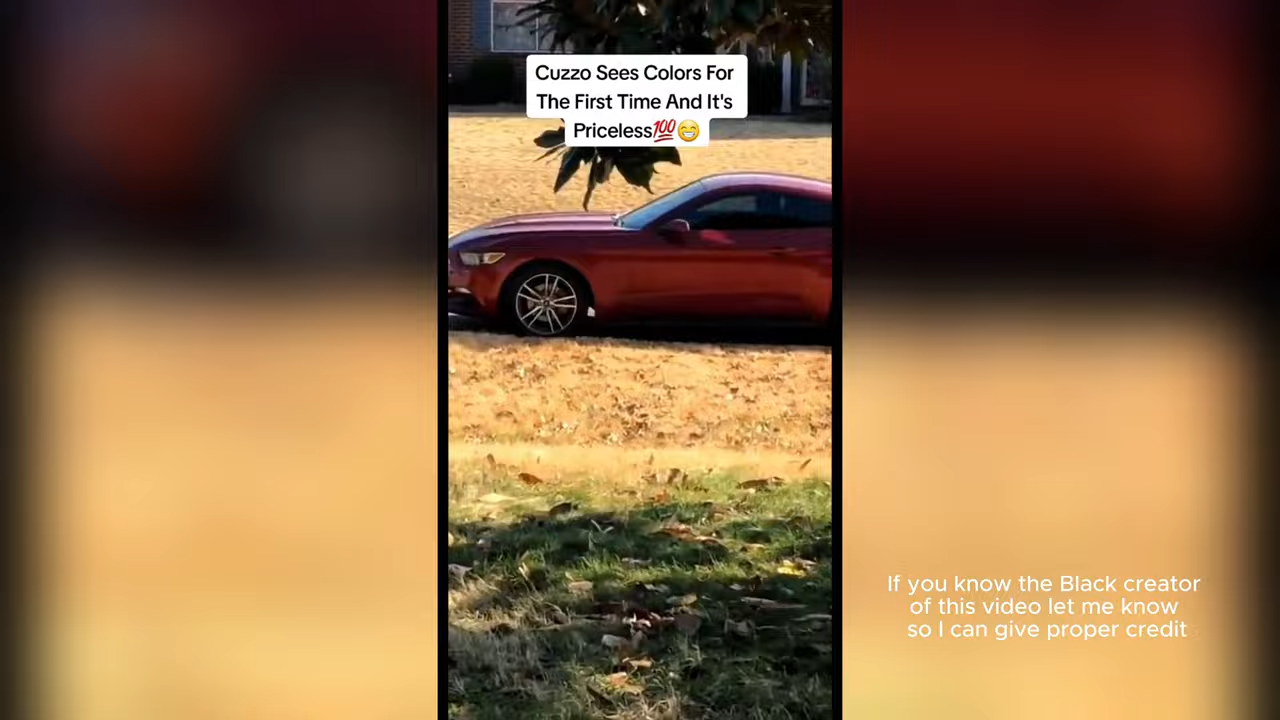 Cuzzo Sees Colors For
The First Time And It's
Priceless💯😁
If you know the Black creator
of this video let me know
so I can give proper credit